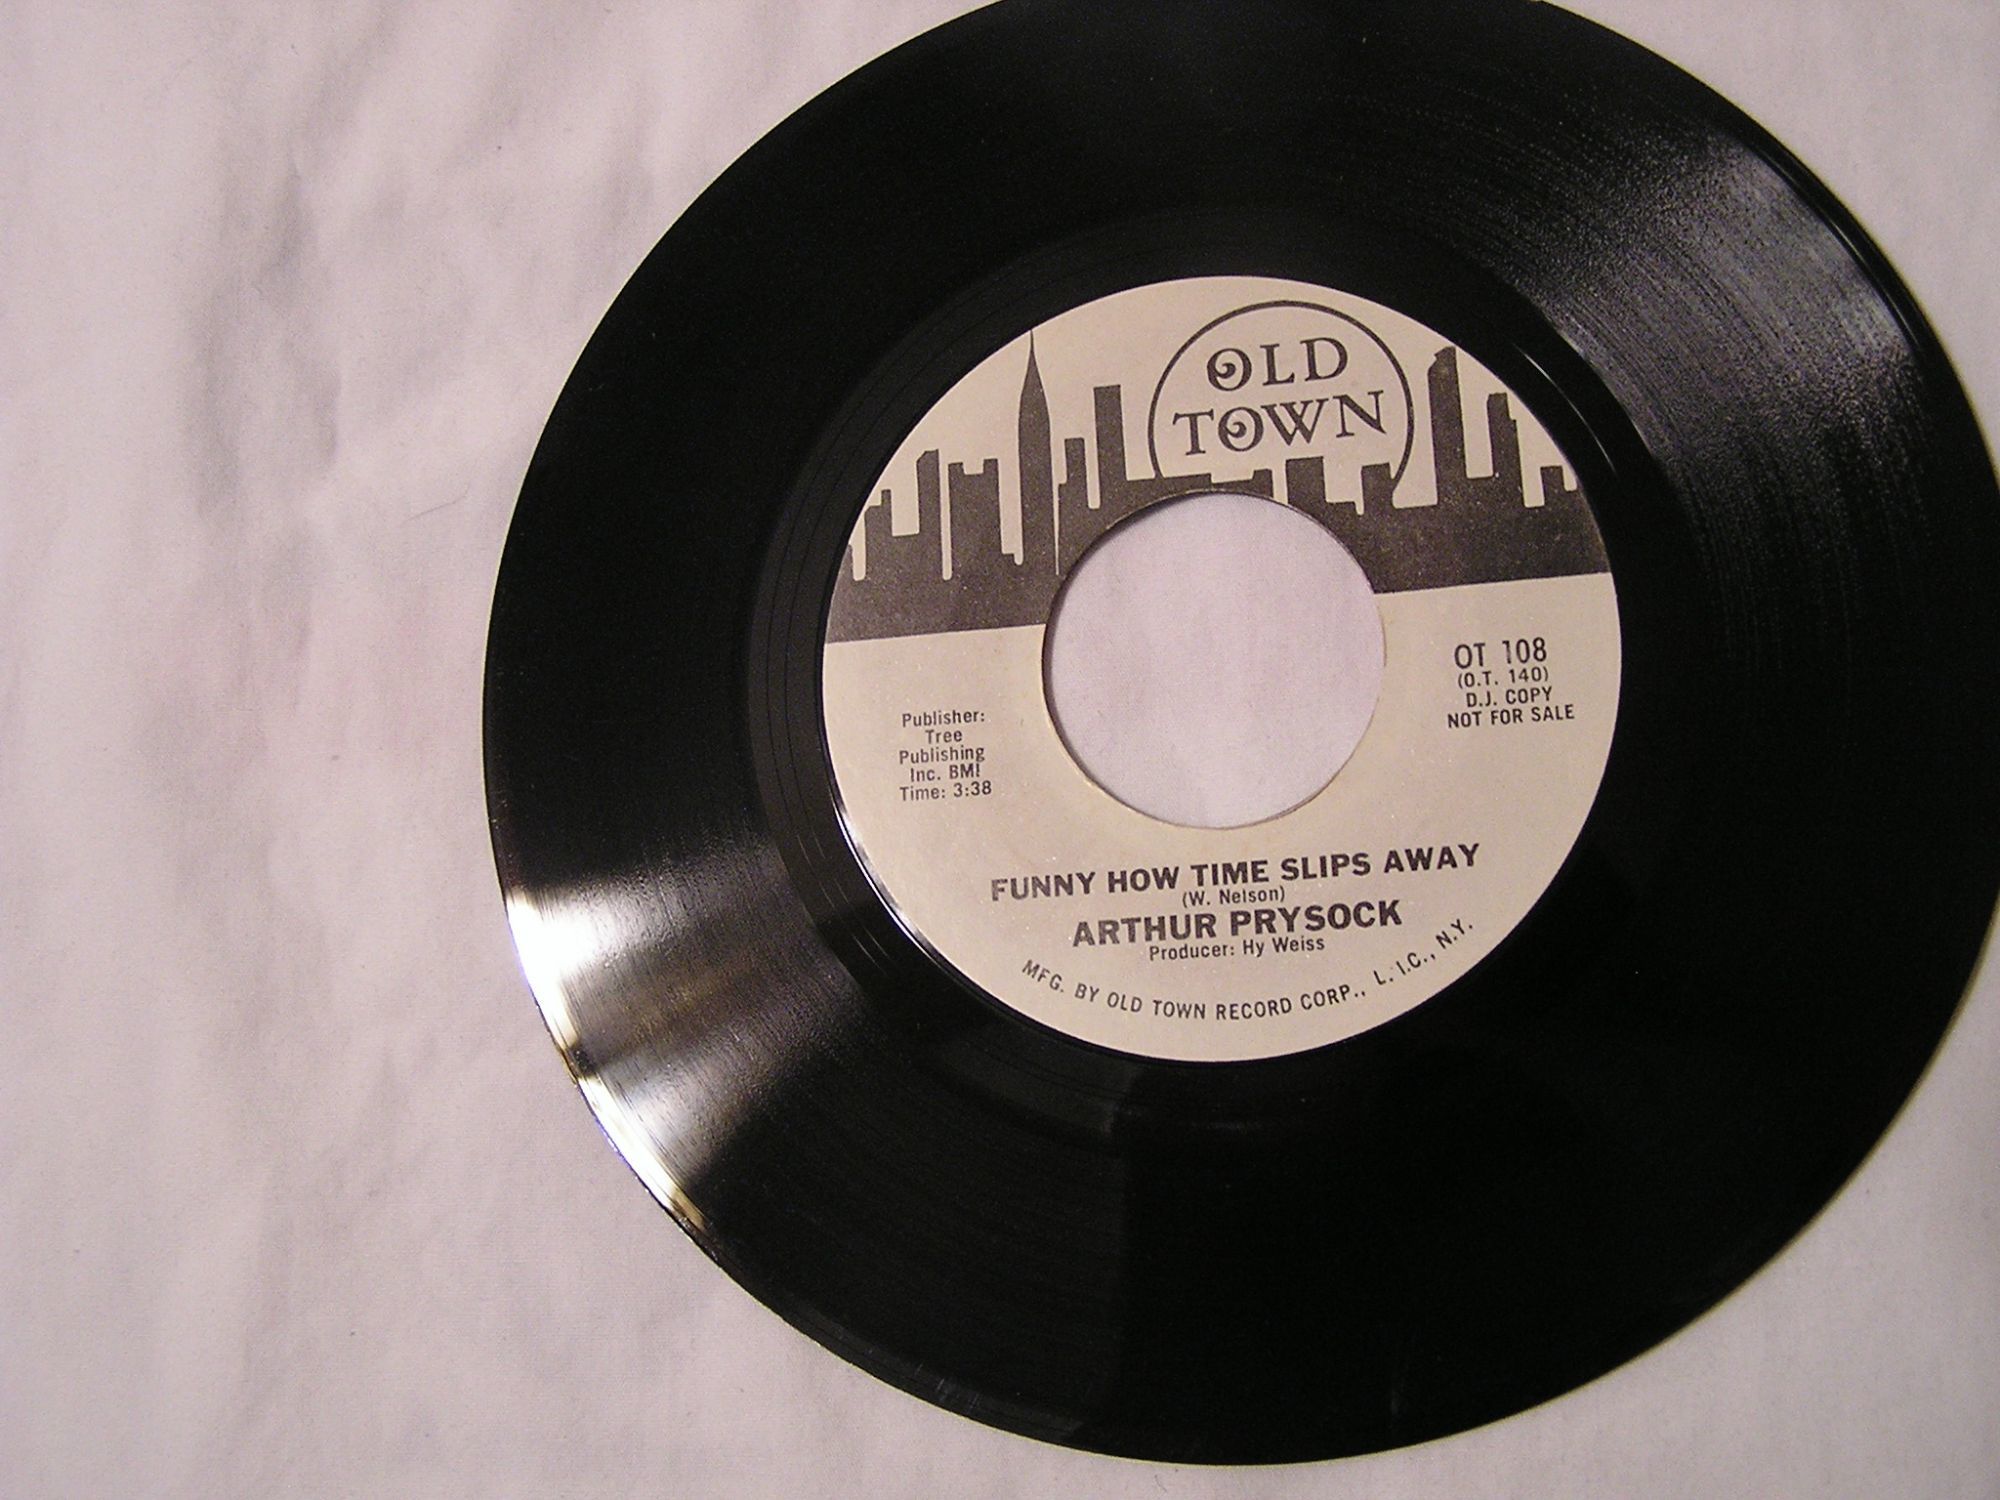 OLD
TOWN
OT 108
(O.T. 140)
D.J. COPY
NOT FOR SALE
Publisher:
Tree
Publishing
Inc. BMI
Time: 3:38
FUNNY HOW TIME SLIPS AWAY
(W. Nelson)
ARTHUR PRYSOCK
Producer: Hy Weiss
MFG. BY OLD TOWN RECORD CORP., L.I.C., N.Y.